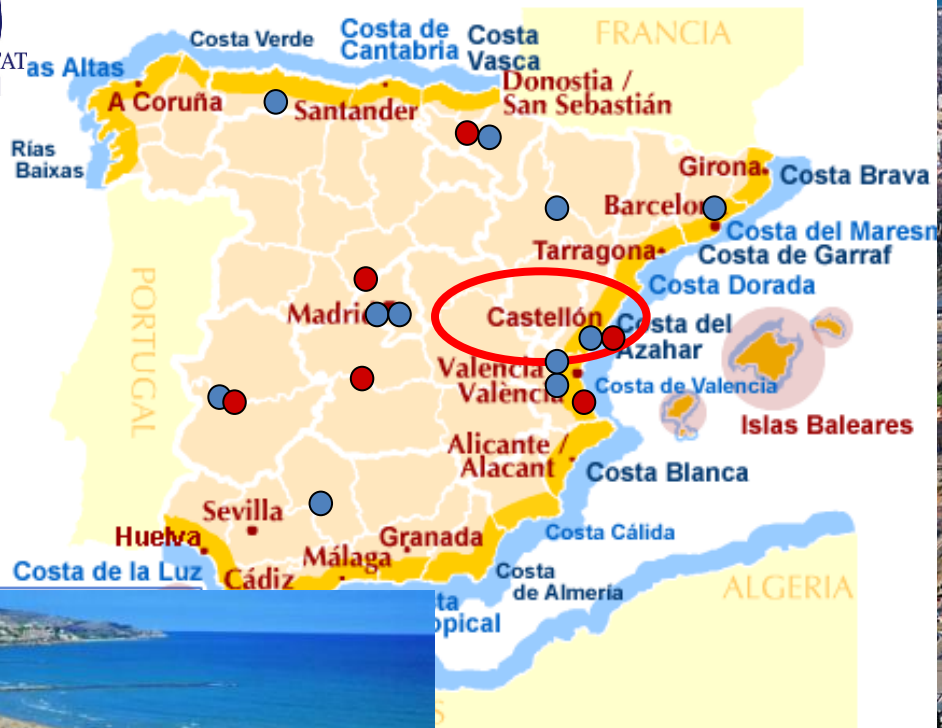 TAT
as Altas
Costa Verde
Costa de
Cantabria
Costa
Vasca
FRANCIA
A Coruña
Santander
Donostia /
San Sebastián
Rías
Baixas
Girona
Costa Brava
Barcelo
Costa del Maresm
Costa de Garraf
Tarragona
Costa Dorada
PORTUGAL
Madrid
Castellón
Costa del
Azahar
Valencia
València
Costa de Valencia
Islas Baleares
Alicante /
Alacant
Costa Blanca
Sevilla
Huelva
Granada
Costa Cálida
Málaga
Costa de la Luz
Cádiz
Costa
de Almería
ALGERIA
ta
opical
S